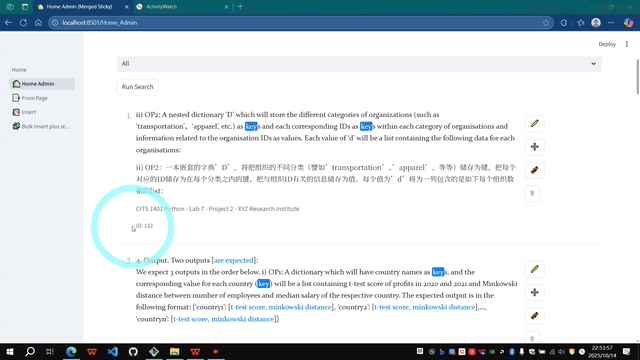 Home Admin (Merged Sticky)
ActivityWatch
localhost:8501/Home_Admin
Deploy
Home
Home Admin
From Page
Insert
Bulk Insert plus st...
All
Run Search
1. ii) OP2: A nested dictionary 'D' which will store the different categories of organizations (such as
'transportation'、 'apparel', etc.) as keys and each corresponding IDs as keys within each category of organisations and
information related to the organisation IDs as values. Each value of 'd' will be a list containing the following data for each
organisations:
ii) OP2：一本嵌套的字典’D’，将把组织的不同分类（譬如’transportation’，’apparel’，等等）储存为键，把每个
对应的ID储存为在每个分类之内的键，把与组织ID有关的信息储存为值。每个值为’d’将为一列包含的是如下每个组织数
list:
CITS 1401 Python - Lab 7 - Project 2 - XYZ Research Institute
ID: 132
2. 4. Output. Two outputs [are expected]:
We expect 3 outputs in the order below. i) OP1: A dictionary which will have country names as keys, and the
corresponding value for each country (key) will be a list containing t-test score of profits in 2020 and 2021 and Minkowski
distance between number of employees and median salary of the respective country. The expected output is in the
following format: {'country1': [t-test score, minkowski distance], 'country2': [t-test score, minkowski distance],...,
'countryn': [t-test score, minkowski distance]}
22:53:57
2025/10/14